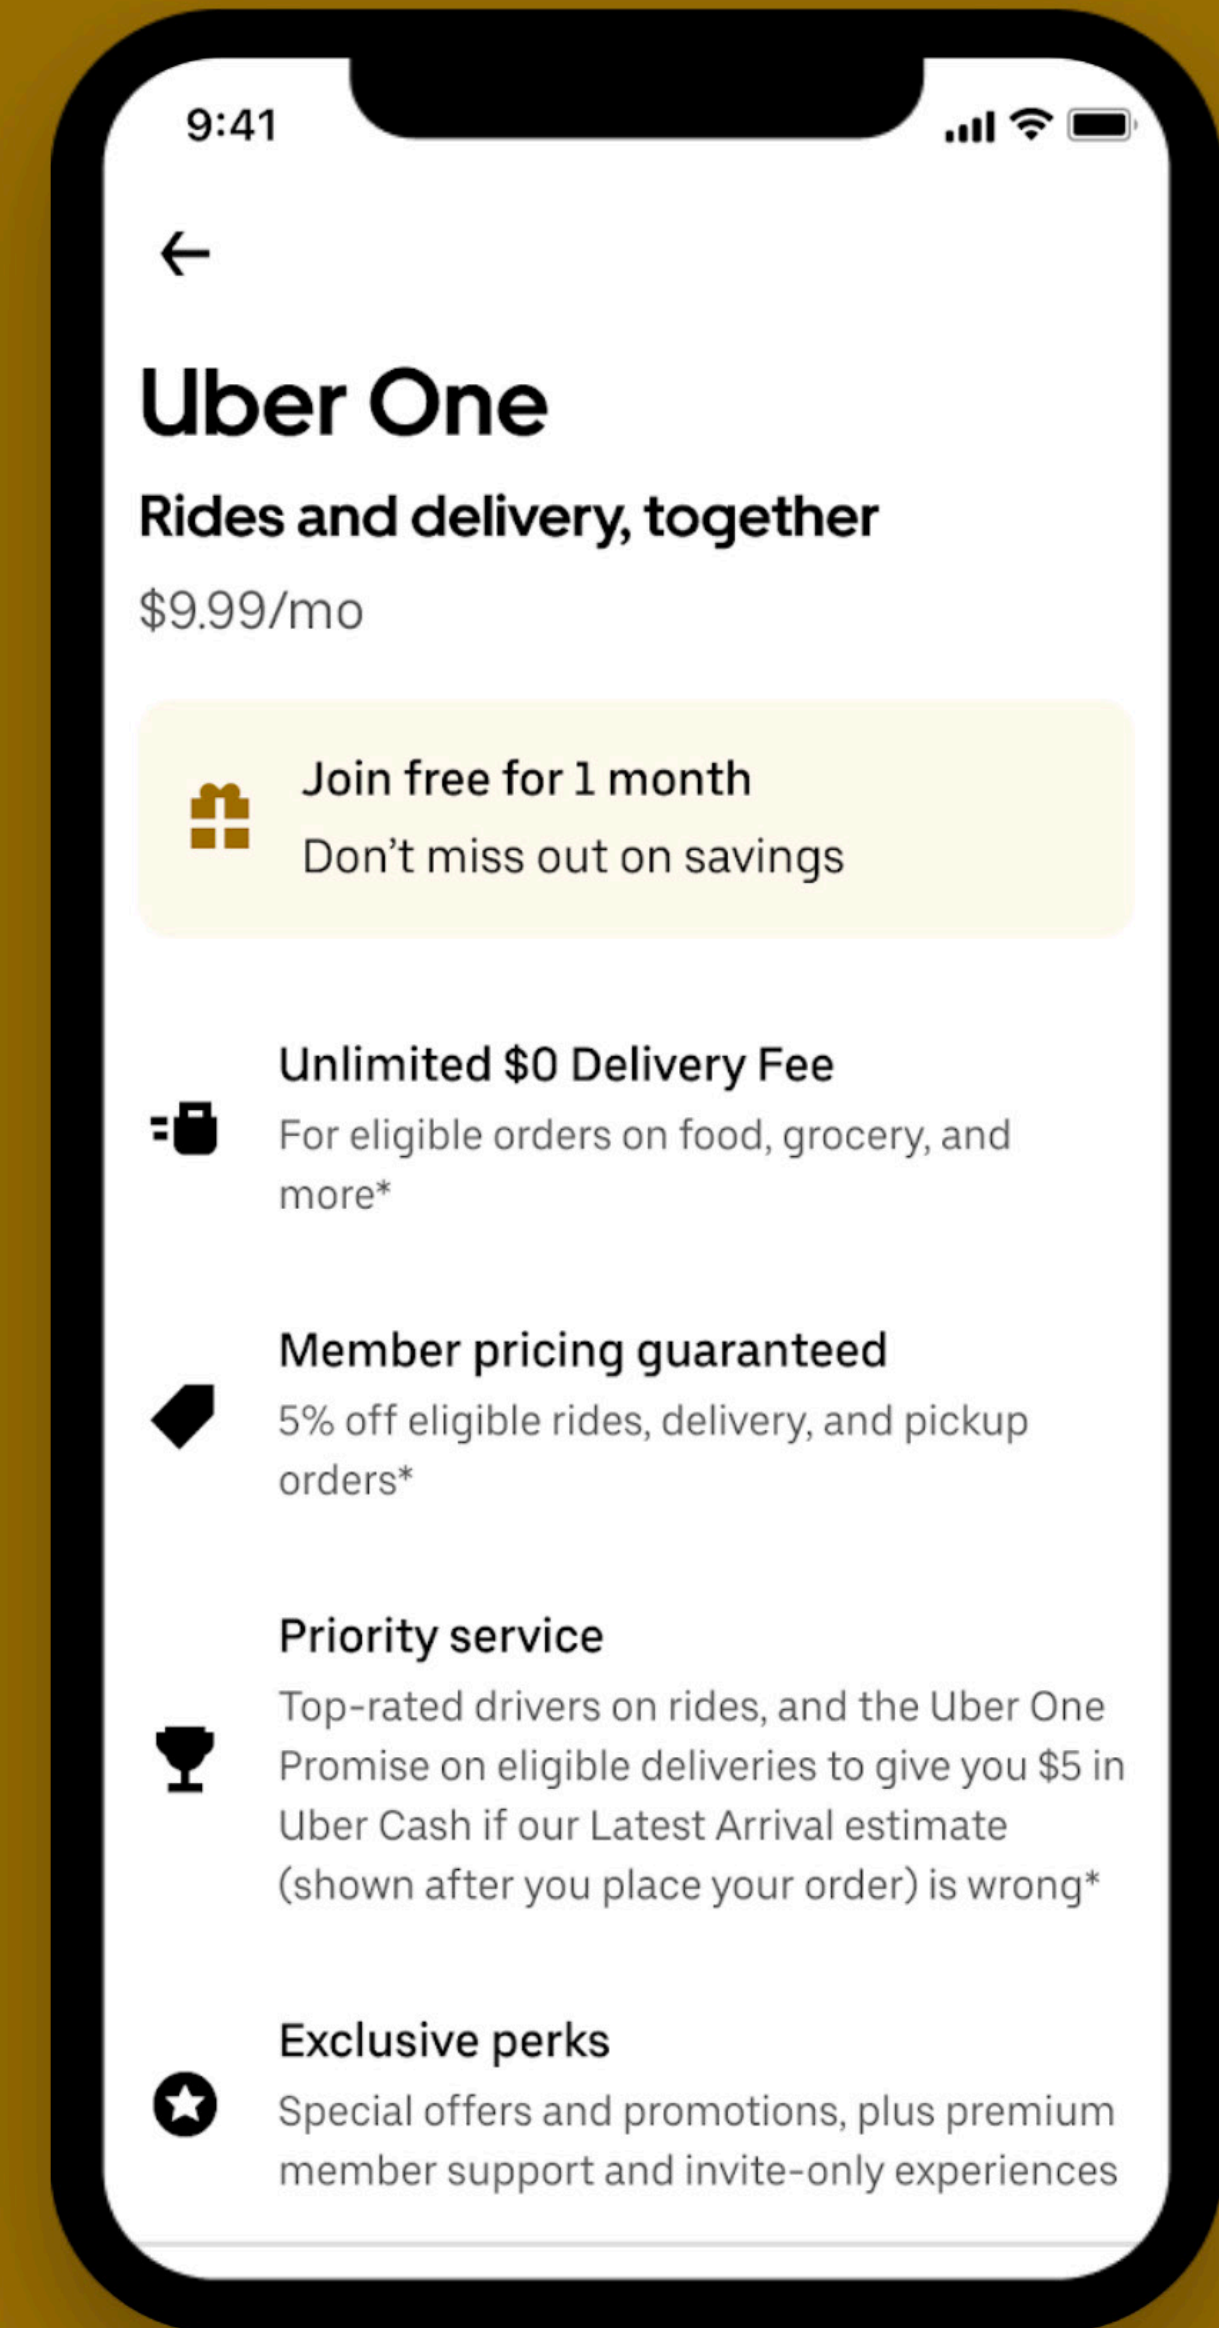 9:41
Uber One
Rides and delivery, together
$9.99/mo
Join free for 1 month
Don’t miss out on savings
Unlimited $0 Delivery Fee
For eligible orders on food, grocery, and
more*
Member pricing guaranteed
5% off eligible rides, delivery, and pickup
orders*
Priority service
Top-rated drivers on rides, and the Uber One
Promise on eligible deliveries to give you $5 in
Uber Cash if our Latest Arrival estimate
(shown after you place your order) is wrong*
Exclusive perks
Special offers and promotions, plus premium
member support and invite-only experiences